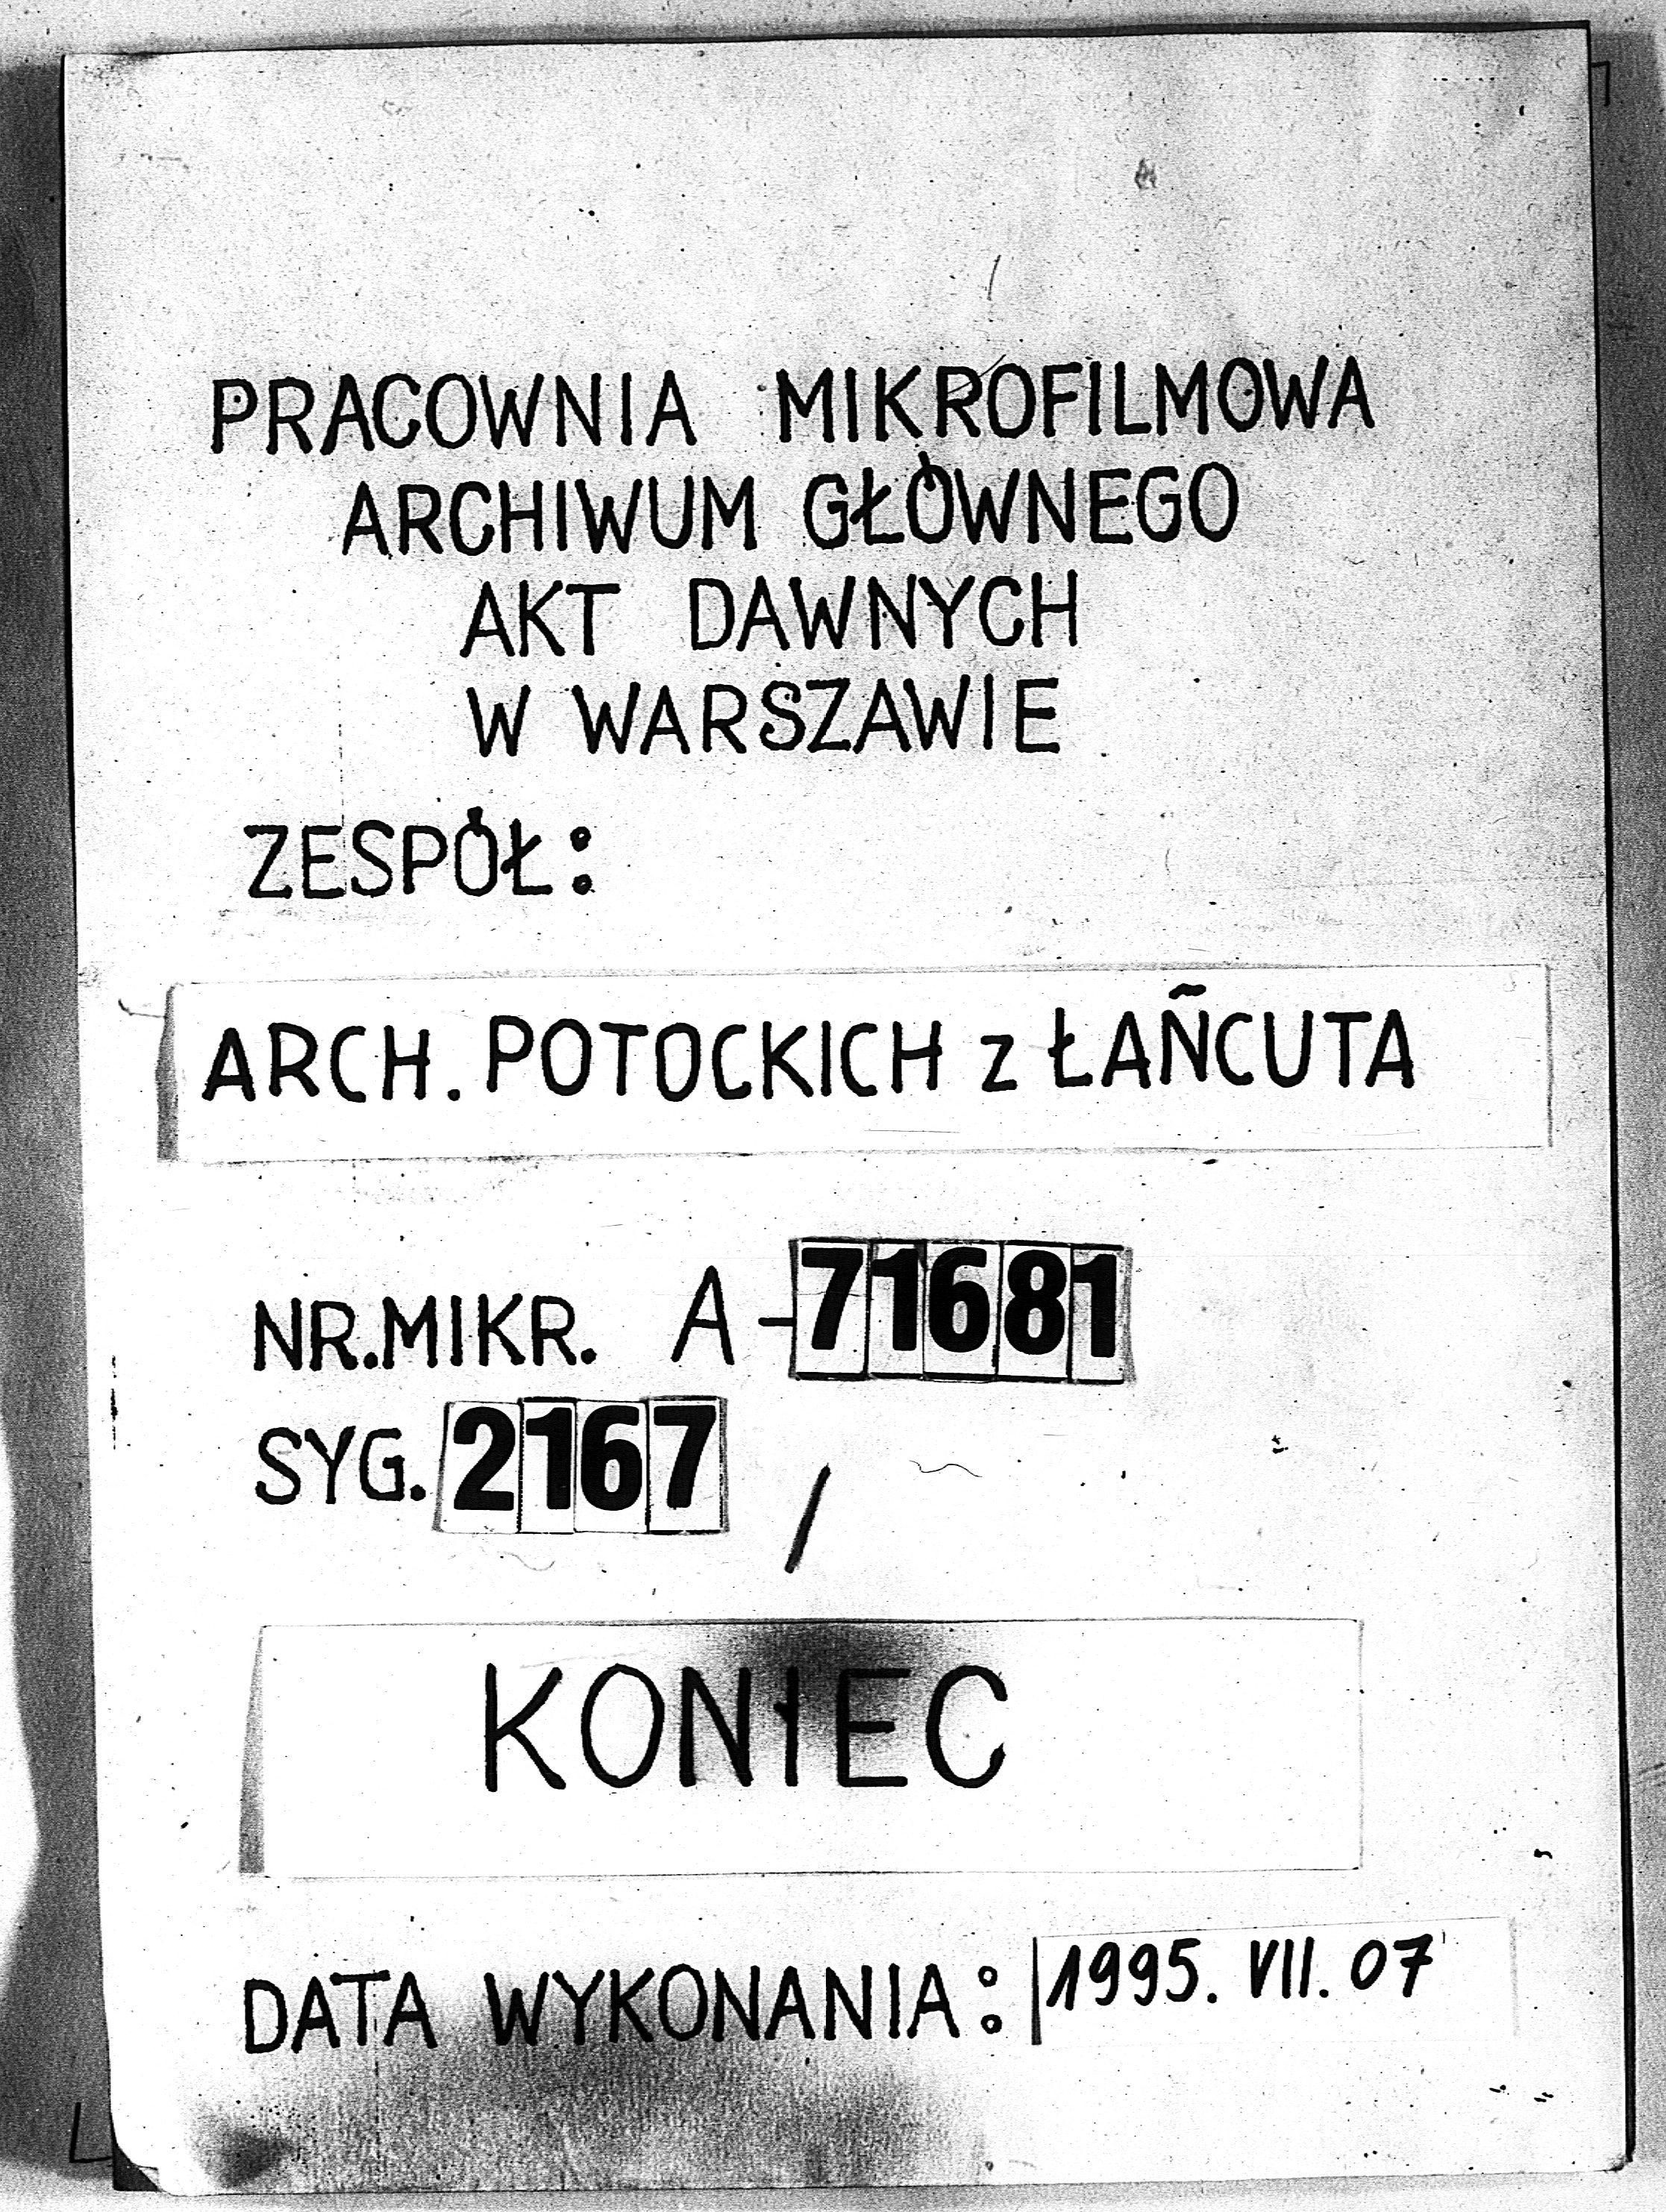 PRACOWNIA MIKROFILMOWA
ARCHIWUM GŁÓWNEGO
AKT DAWNYCH
W WARSZAWIE
ZESPÓŁ:
ARCH. POTOCKICH z ŁAÑCUTA
NR.MIKR. A-71681
SYG. 2167 /
KONIEC
DATA WYKONANIA: 1995. VII. 07